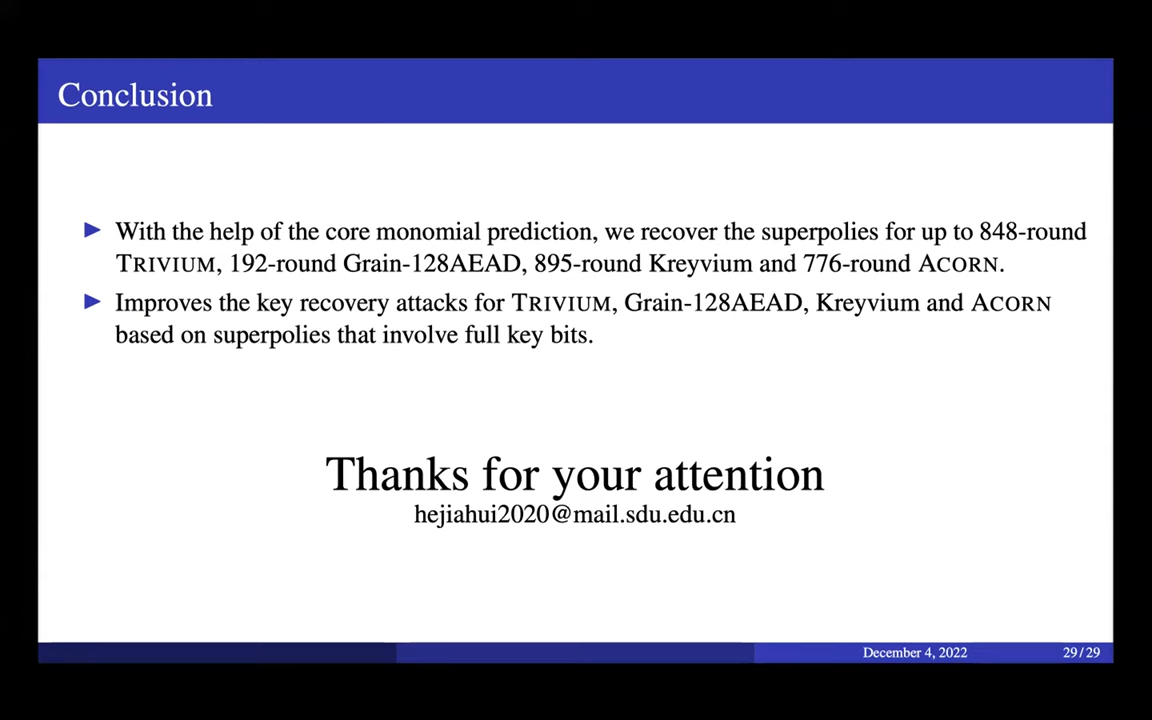 Conclusion
▶ With the help of the core monomial prediction, we recover the superpolies for up to 848-round
TRIVIUM, 192-round Grain-128AEAD, 895-round Kreyvium and 776-round ACORN.
▶ Improves the key recovery attacks for TRIVIUM, Grain-128AEAD, Kreyvium and ACORN
based on superpolies that involve full key bits.
Thanks for your attention
hejiahui2020@mail.sdu.edu.cn
December 4, 2022 29/29